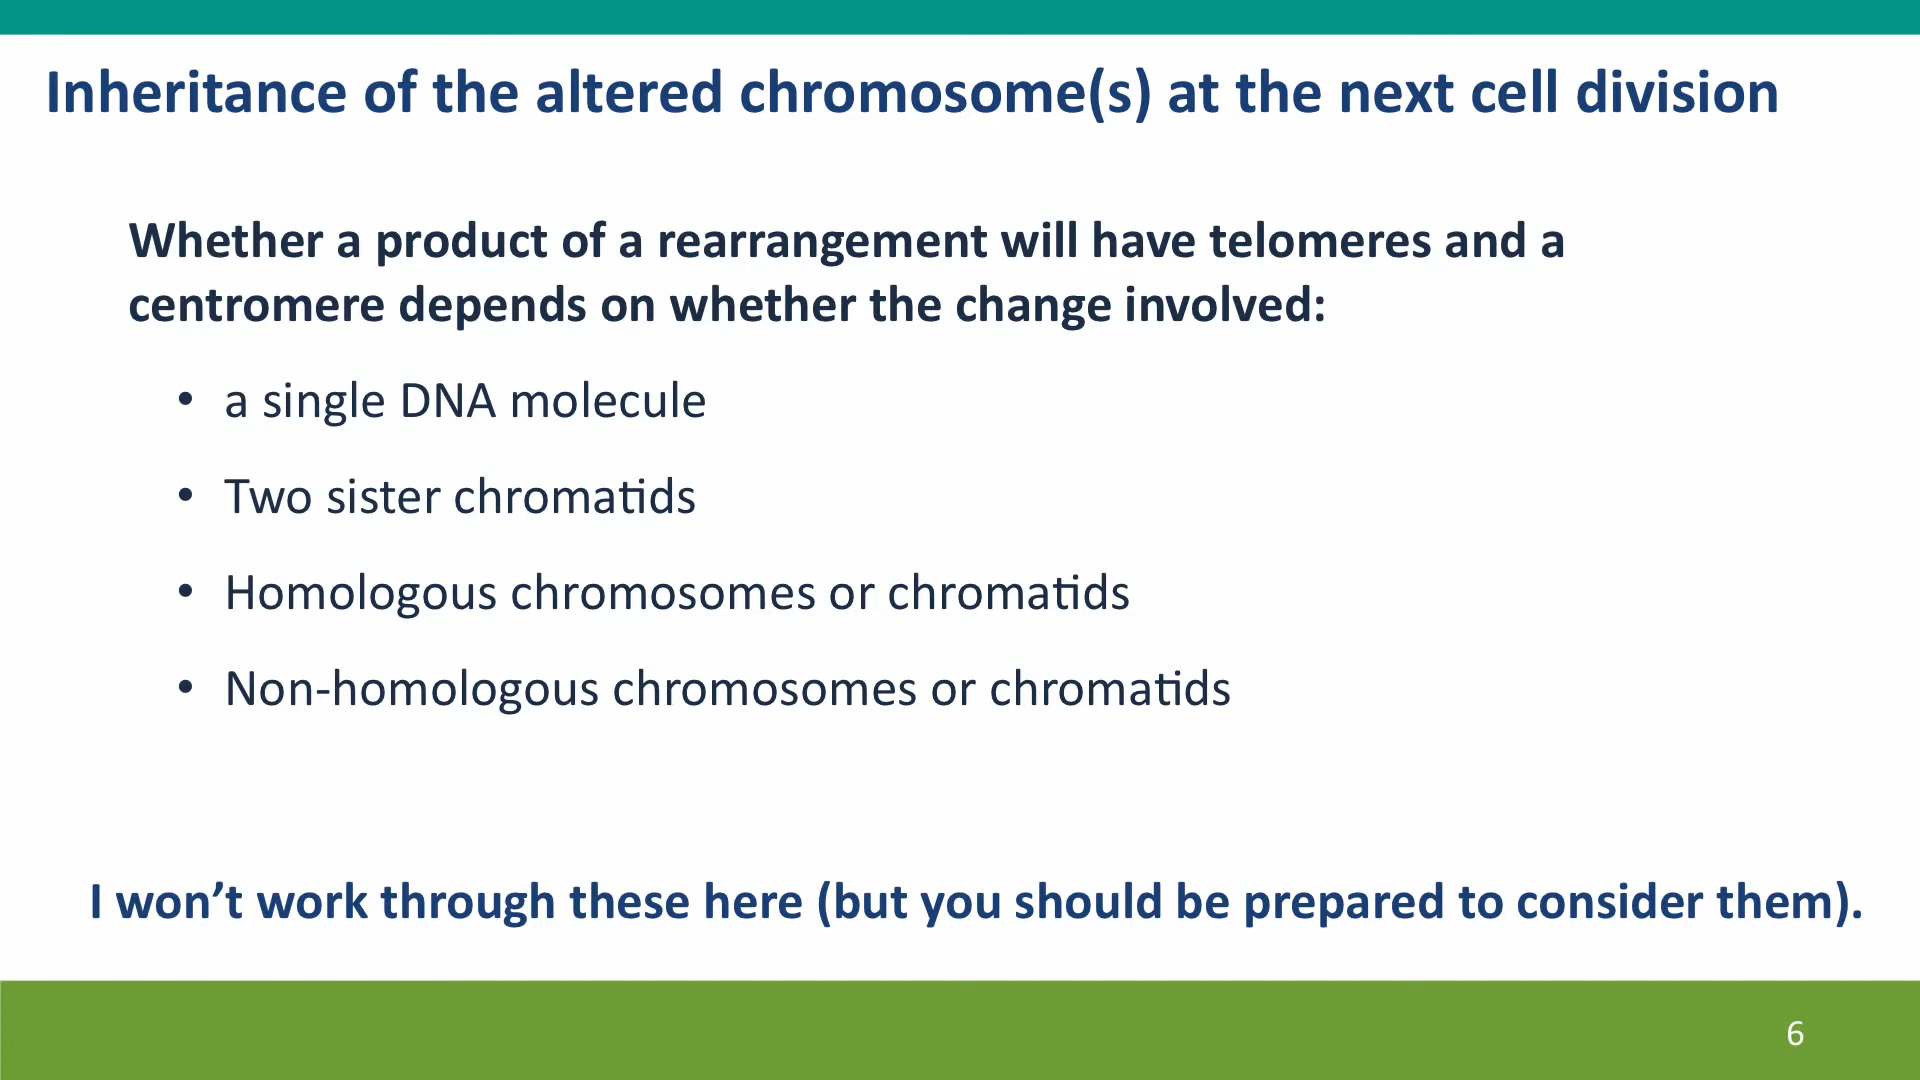 Inheritance of the altered chromosome(s) at the next cell division
Whether a product of a rearrangement will have telomeres and a
centromere depends on whether the change involved:
• a single DNA molecule
• Two sister chromatids
• Homologous chromosomes or chromatids
• Non-homologous chromosomes or chromatids
I won’t work through these here (but you should be prepared to consider them).
6